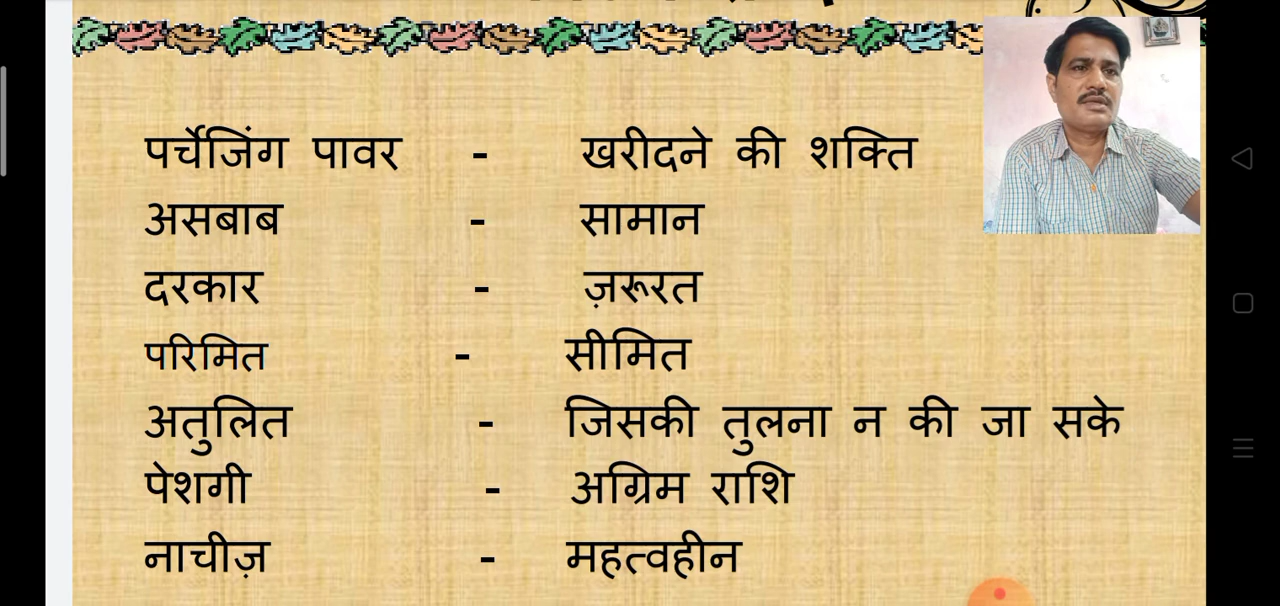 पर्चेजिंग पावर - खरीदने की शक्ति
असबाब - सामान
दरकार - ज़रूरत
परिमित - सीमित
अतुलित - जिसकी तुलना न की जा सके
पेशगी - अग्रिम राशि
नाचीज़ - महत्वहीन